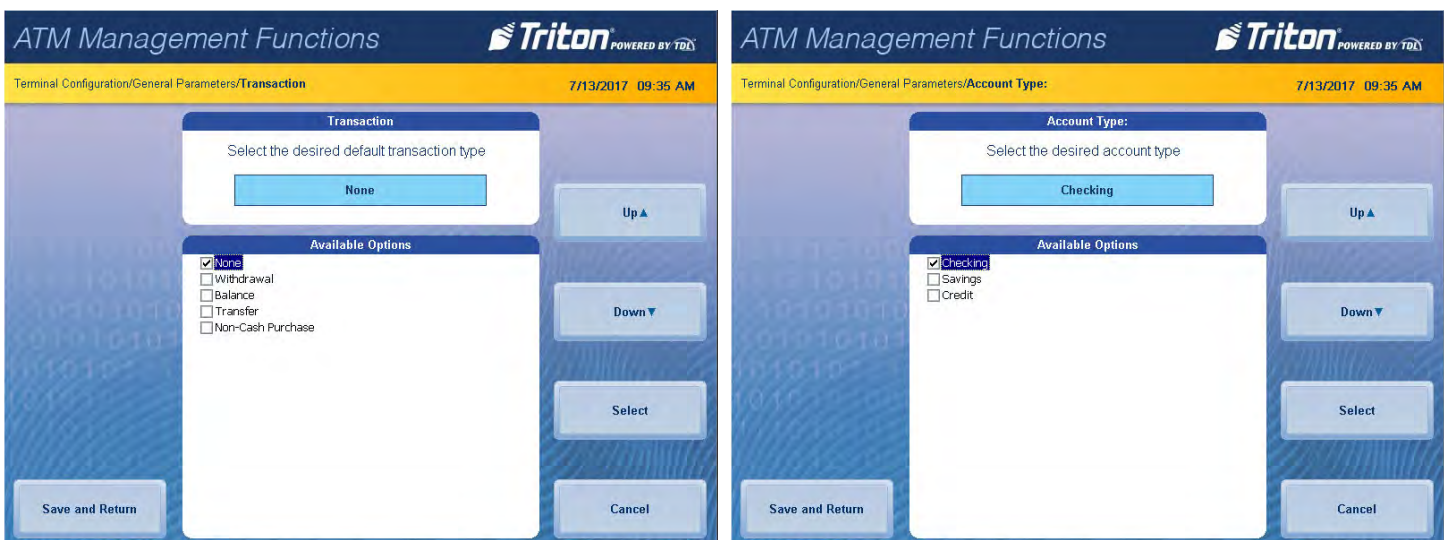 ATM Management Functions
Triton POWERED BY TDL
Terminal Configuration/General Parameters/Transaction
7/13/2017 09:35 AM
Transaction
Select the desired default transaction type
None
Up▲
Available Options
None
Withdrawal
Balance
Transfer
Non-Cash Purchase
Down▼
Select
Save and Return
Cancel
ATM Management Functions
Triton POWERED BY TDL
Terminal Configuration/General Parameters/Account Type:
7/13/2017 09:35 AM
Account Type:
Select the desired account type
Checking
Up▲
Available Options
Checking
Savings
Credit
Down▼
Select
Save and Return
Cancel